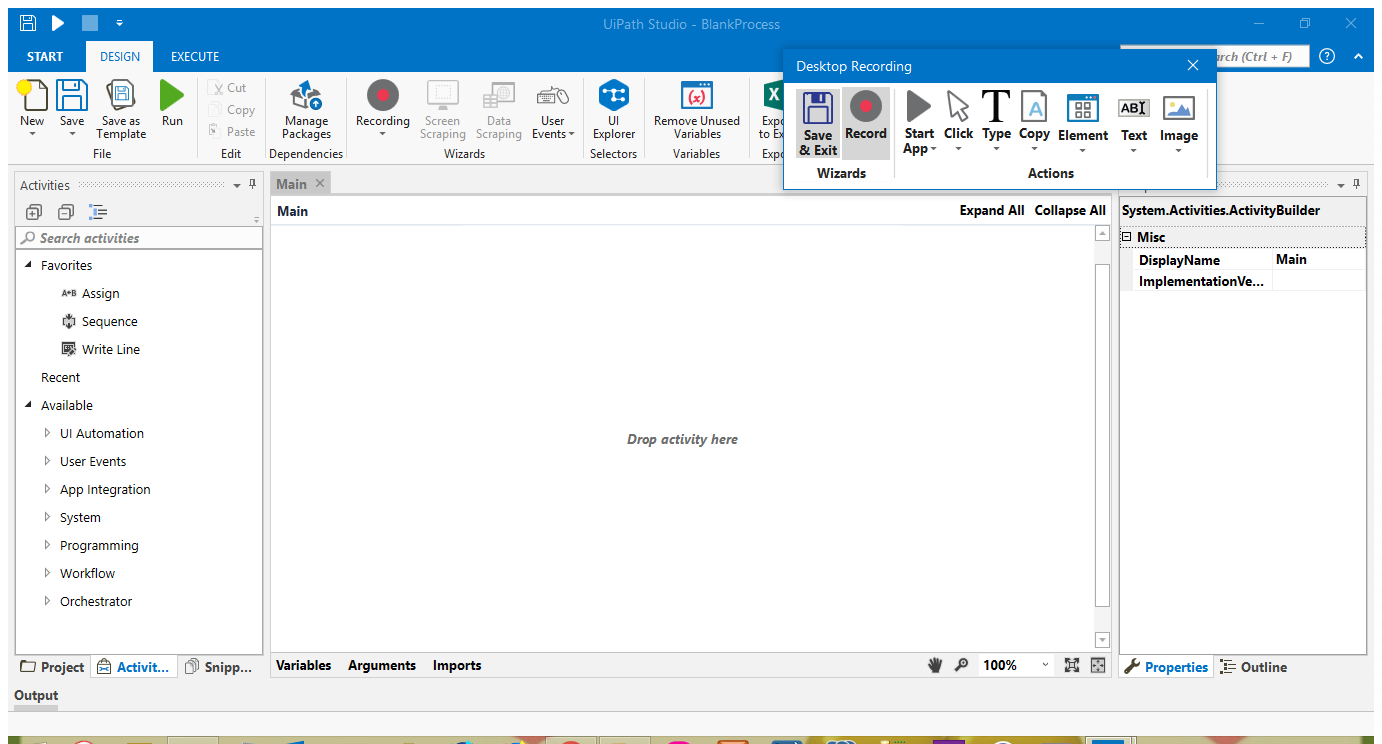 UiPath Studio - BlankProcess
START DESIGN EXECUTE
(Ctrl + F)
Desktop Recording
New Save Save as Template Run
File
Cut
Copy
Paste
Edit
Manage Packages
Dependencies
Recording Screen Scraping Data Scraping User Events
Wizards
UI Explorer
Selectors
Remove Unused Variables
Variables
Save & Exit Record
Wizards
Start App Click Type Copy Element Text Image
Actions
Activities
Search activities
Favorites
A+B Assign
Sequence
Write Line
Recent
Available
UI Automation
User Events
App Integration
System
Programming
Workflow
Orchestrator
Project Activit... Snipp...
Main
Main Expand All Collapse All
Drop activity here
Variables Arguments Imports 100%
System.Activities.ActivityBuilder
Misc
DisplayName Main
ImplementationVe...
Properties Outline
Output